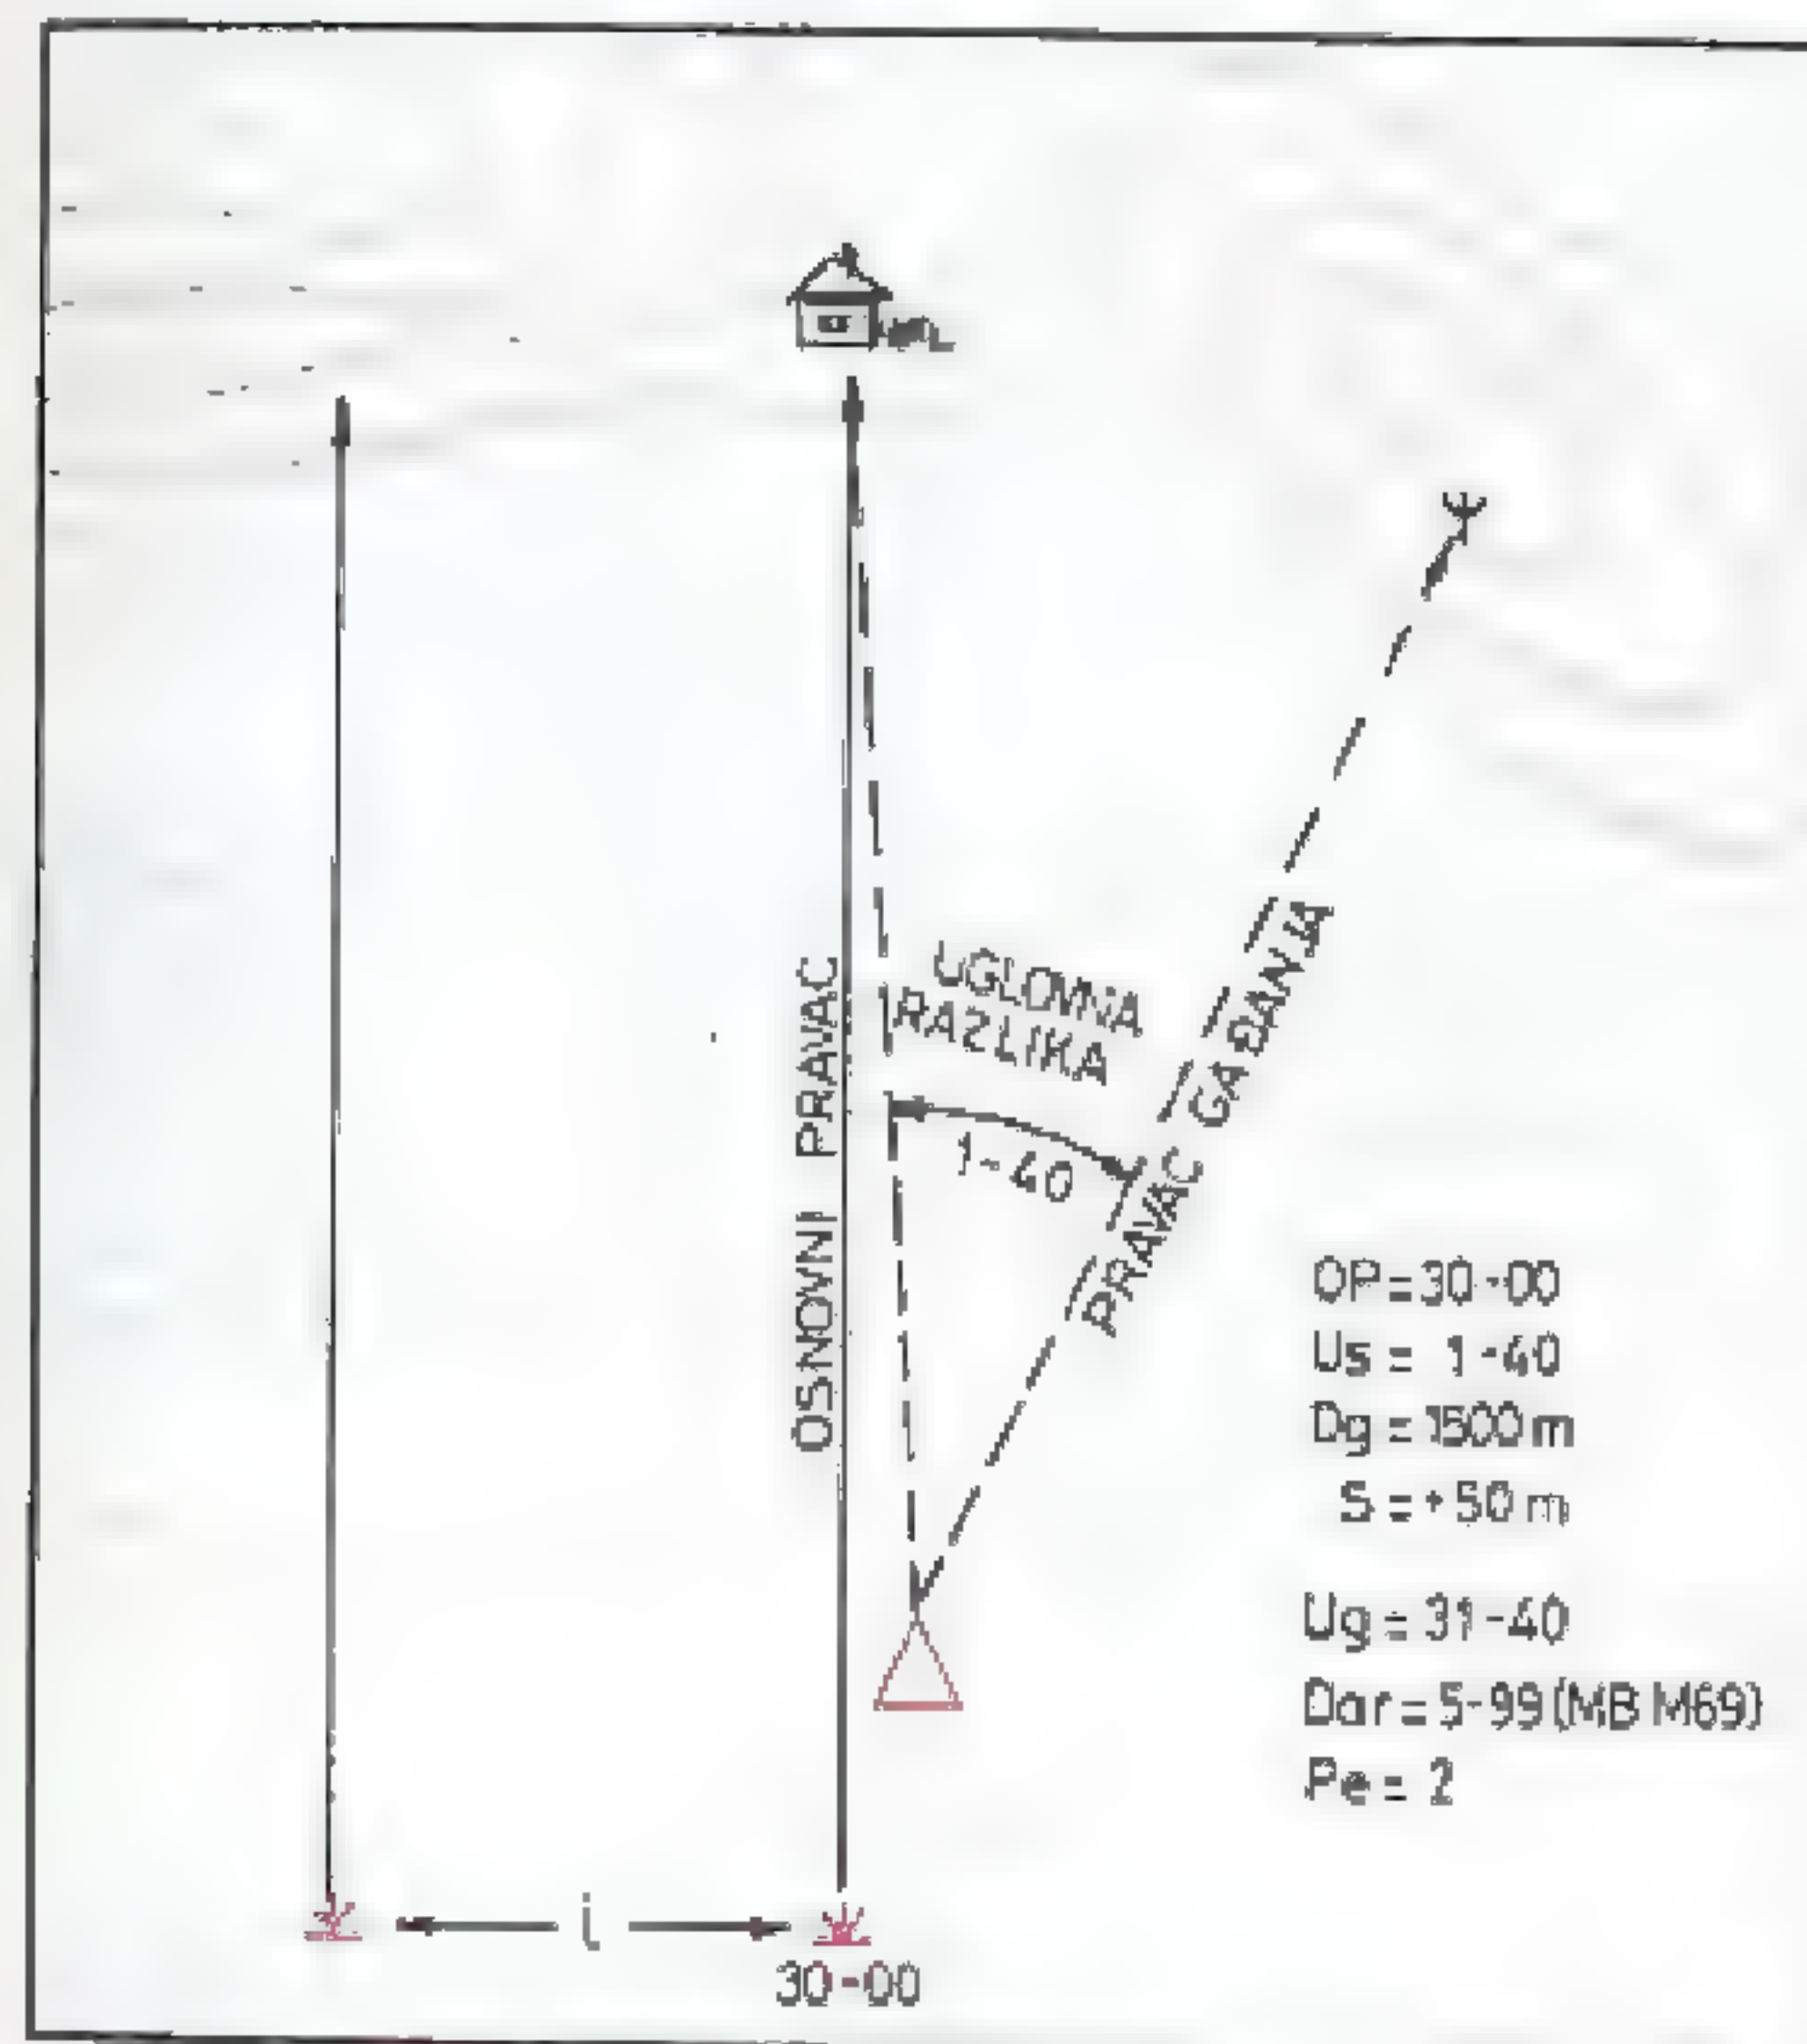 OSNOVNI PRAVAC
UGLOVNA
RAZLIKA
1-40
PRAVAC GAĐANJA
OP=30-00
Us= 1-40
Dg=1500m
S=+50m
Ug=31-40
Dar=5-99(MB M69)
Pe=2
i
30-00